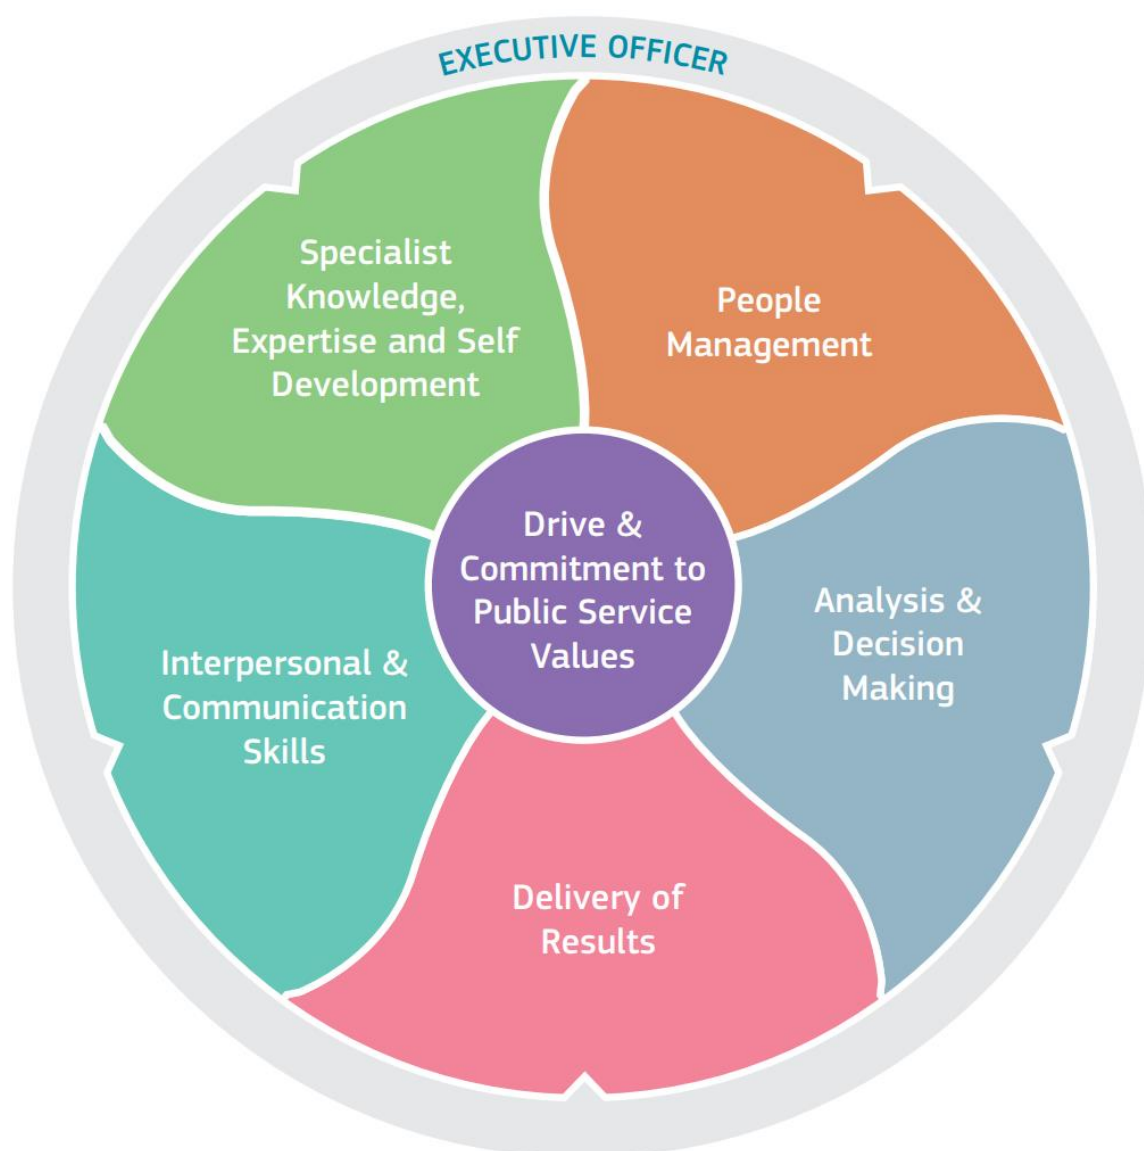 EXECUTIVE OFFICER
Specialist
Knowledge,
Expertise and Self
Development
People
Management
Drive &
Commitment to
Public Service
Values
Analysis &
Decision
Making
Interpersonal &
Communication
Skills
Delivery of
Results